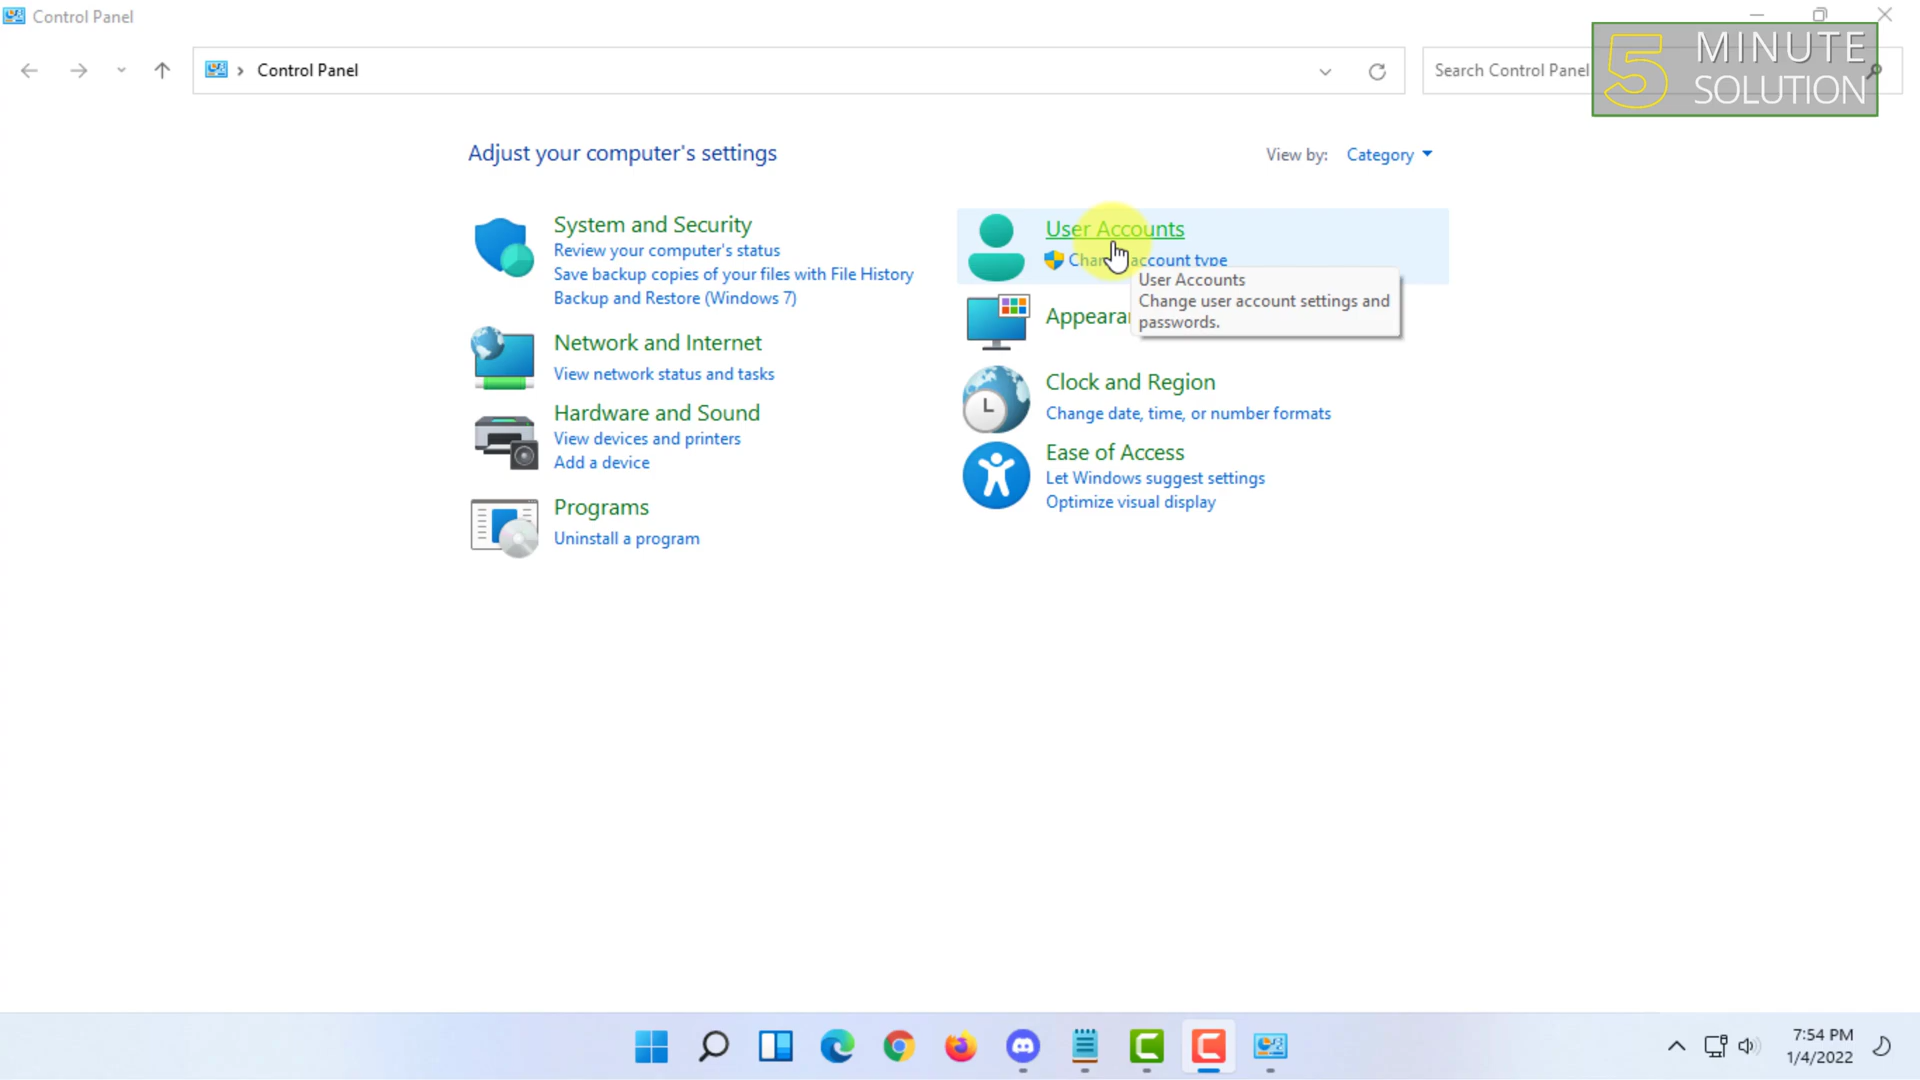 Control Panel
Control Panel
Search Control Panel
5 MINUTE
SOLUTION
Adjust your computer's settings
View by: Category
System and Security
Review your computer's status
Save backup copies of your files with File History
Backup and Restore (Windows 7)
Network and Internet
View network status and tasks
Hardware and Sound
View devices and printers
Add a device
Programs
Uninstall a program
User Accounts
account type
User Accounts
Change user account settings and
passwords.
Clock and Region
Change date, time, or number formats
Ease of Access
Let Windows suggest settings
Optimize visual display
7:54 PM
1/4/2022